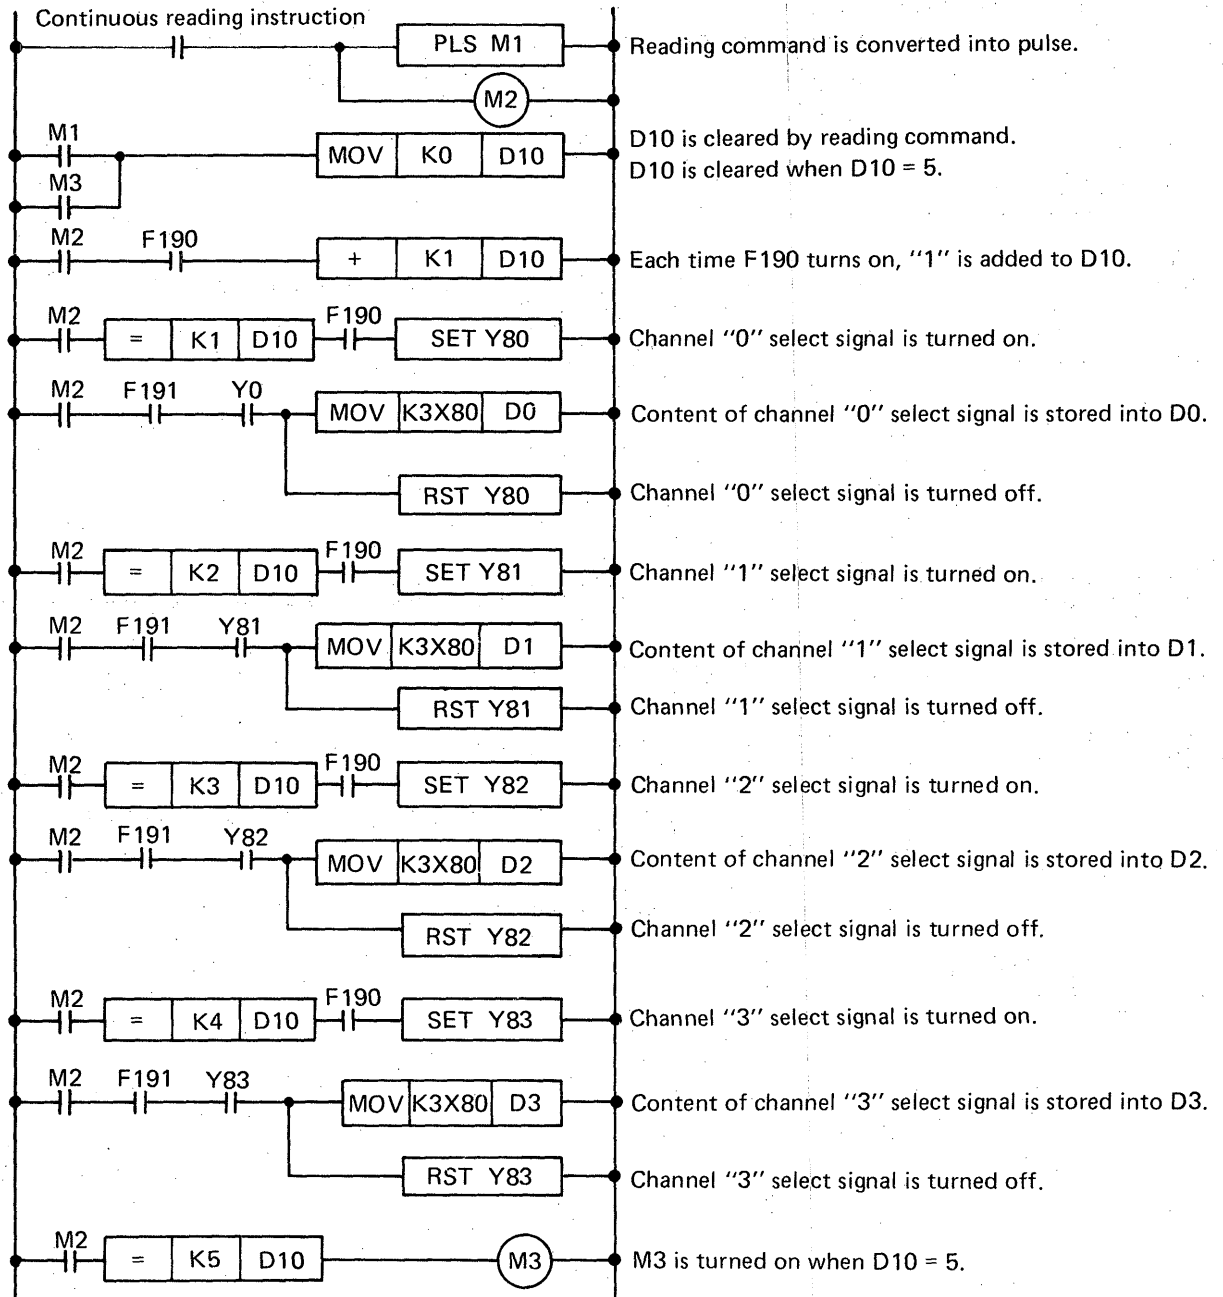 Continuous reading instruction
PLS M1 Reading command is converted into pulse.
M2
M1
MOV K0 D10 D10 is cleared by reading command.
D10 is cleared when D10 = 5.
M3
M2 F190
+ K1 D10 Each time F190 turns on, "1" is added to D10.
M2 F190
= K1 D10 SET Y80 Channel "0" select signal is turned on.
M2 F191 Y0
MOV K3X80 D0 Content of channel "0" select signal is stored into D0.
RST Y80 Channel "0" select signal is turned off.
M2 F190
= K2 D10 SET Y81 Channel "1" select signal is turned on.
M2 F191 Y81
MOV K3X80 D1 Content of channel "1" select signal is stored into D1.
RST Y81 Channel "1" select signal is turned off.
M2 F190
= K3 D10 SET Y82 Channel "2" select signal is turned on.
M2 F191 Y82
MOV K3X80 D2 Content of channel "2" select signal is stored into D2.
RST Y82 Channel "2" select signal is turned off.
M2 F190
= K4 D10 SET Y83 Channel "3" select signal is turned on.
M2 F191 Y83
MOV K3X80 D3 Content of channel "3" select signal is stored into D3.
RST Y83 Channel "3" select signal is turned off.
M2
= K5 D10 M3 M3 is turned on when D10 = 5.